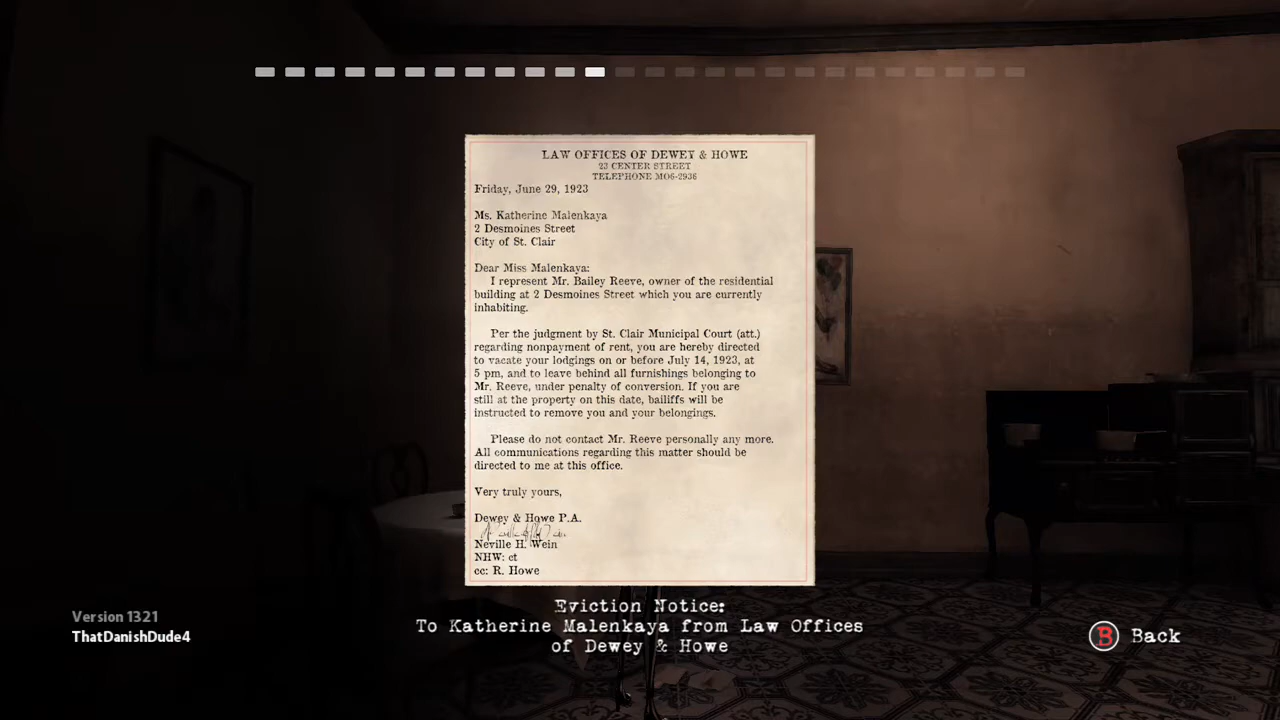 LAW OFFICES OF DEWEY & HOWE
23 CENTER STREET
TELEPHONE MO6-2936
Friday, June 29, 1923
Ms. Katherine Malenkaya
2 Desmoines Street
City of St. Clair
Dear Miss Malenkaya:
I represent Mr. Bailey Reeve, owner of the residential
building at 2 Desmoines Street which you are currently
inhabiting.
Per the judgment by St. Clair Municipal Court (att.)
regarding nonpayment of rent, you are hereby directed
to vacate your lodgings on or before July 14, 1923, at
5 pm, and to leave behind all furnishings belonging to
Mr. Reeve, under penalty of conversion. If you are
still at the property on this date, bailiffs will be
instructed to remove you and your belongings.
Please do not contact Mr. Reeve personally any more.
All communications regarding this matter should be
directed to me at this office.
Very truly yours,
Dewey & Howe P.A.
Neville H. Wein
NHW: ct
cc: R. Howe
Eviction Notice:
To Katherine Malenkaya from Law Offices
of Dewey & Howe
Version 1321
ThatDanishDude4
B Back